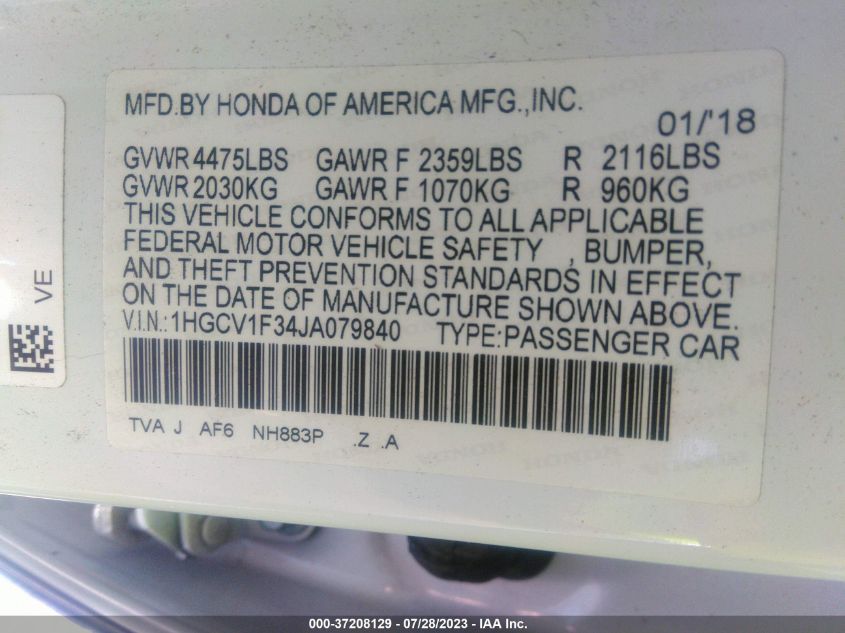 MFD.BY HONDA OF AMERICA MFG.,INC.
01/'18
GVWR 4475LBS GAWR F 2359LBS R 2116LBS
GVWR 2030KG GAWR F 1070KG R 960KG
THIS VEHICLE CONFORMS TO ALL APPLICABLE
FEDERAL MOTOR VEHICLE SAFETY , BUMPER,
AND THEFT PREVENTION STANDARDS IN EFFECT
ON THE DATE OF MANUFACTURE SHOWN ABOVE.
V.I.N.:1HGCV1F34JA079840 TYPE:PASSENGER CAR
TVA J AF6 NH883P .Z .A
VE
000-37208129 - 07/28/2023 - IAA Inc.